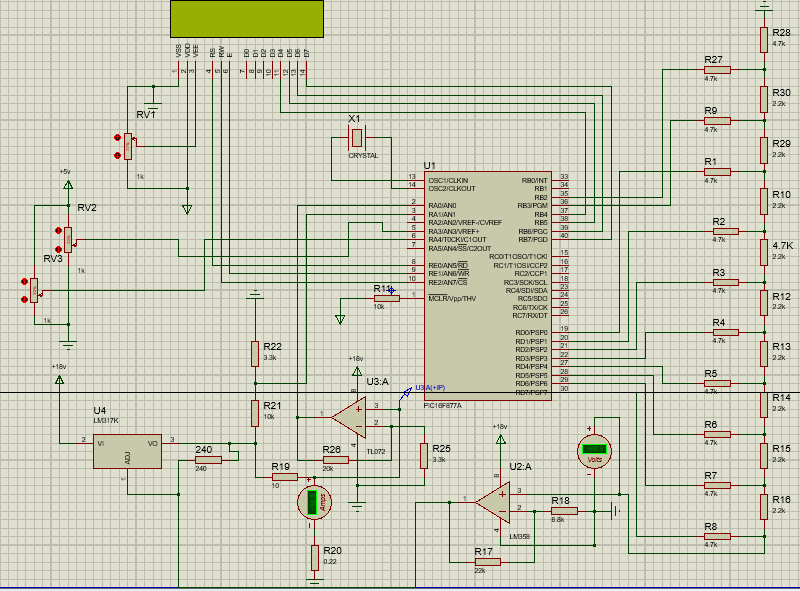 VSS VDD VEE RS RW E D0 D1 D2 D3 D4 D5 D6 D7
1 2 3 4 5 6 7 8 9 10 11 12 13 14
RV1
1k
+5v
RV2
1k
RV3
1k
X1
CRYSTAL
U1
13 OSC1/CLKIN
14 OSC2/CLKOUT
2 RA0/AN0
3 RA1/AN1
4 RA2/AN2/VREF-/CVREF
5 RA3/AN3/VREF+
6 RA4/T0CKI/C1OUT
7 RA5/AN4/SS/C2OUT
8 RE0/AN5/RD
9 RE1/AN6/WR
10 RE2/AN7/CS
1 MCLR/Vpp/THV
RB0/INT 33
RB1 34
RB2 35
RB3/PGM 36
RB4 37
RB5 38
RB6/PGC 39
RB7/PGD 40
RC0/T1OSO/T1CKI 15
RC1/T1OSI/CCP2 16
RC2/CCP1 17
RC3/SCK/SCL 18
RC4/SDI/SDA 23
RC5/SDO 24
RC6/TX/CK 25
RC7/RX/DT 26
RD0/PSP0 19
RD1/PSP1 20
RD2/PSP2 21
RD3/PSP3 22
RD4/PSP4 27
RD5/PSP5 28
RD6/PSP6 29
RD7/PSP7 30
PIC16F877A
R11
10k
R28
4.7k
R27
4.7k
R30
2.2k
R9
4.7k
R29
2.2k
R1
4.7k
R10
2.2k
R2
4.7k
4.7K
2.2k
R3
4.7k
R12
2.2k
R4
4.7k
R13
2.2k
R5
4.7k
R14
2.2k
R6
4.7k
R15
2.2k
R7
4.7k
R16
2.2k
R8
4.7k
R22
3.3k
R21
10k
+18v
U4
LM317K
2 VI VO 3
ADJ
1
240
240
R19
10
+18v
U3:A
U3:A(+IP)
8
1
3
2
4
TL072
R26
20k
R25
3.3k
Amps
R20
0.22
+18v
U2:A
8
1
3
2
4
LM358
R18
6.8k
R17
22k
Volts